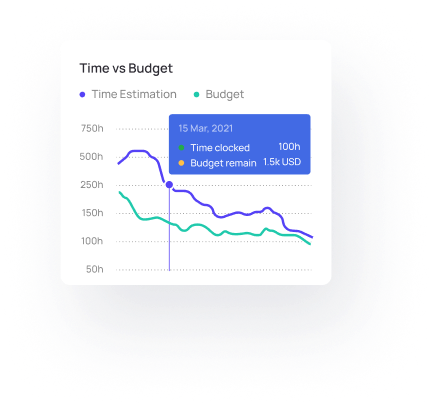 Time vs Budget
Time Estimation Budget
750h
15 Mar, 2021
Time clocked 100h
500h
Budget remain 1.5k USD
250h
150h
100h
50h